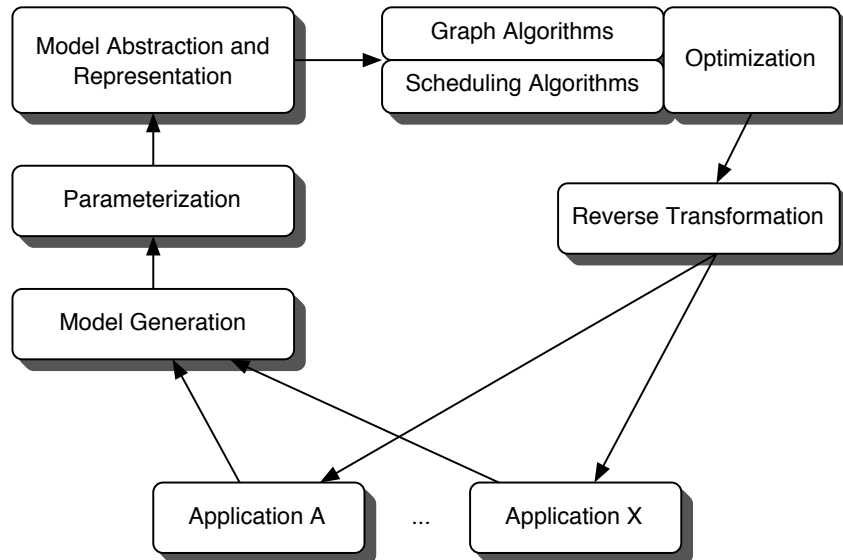 Model Abstraction and
Representation
Graph Algorithms
Scheduling Algorithms
Optimization
Parameterization
Reverse Transformation
Model Generation
Application A
...
Application X